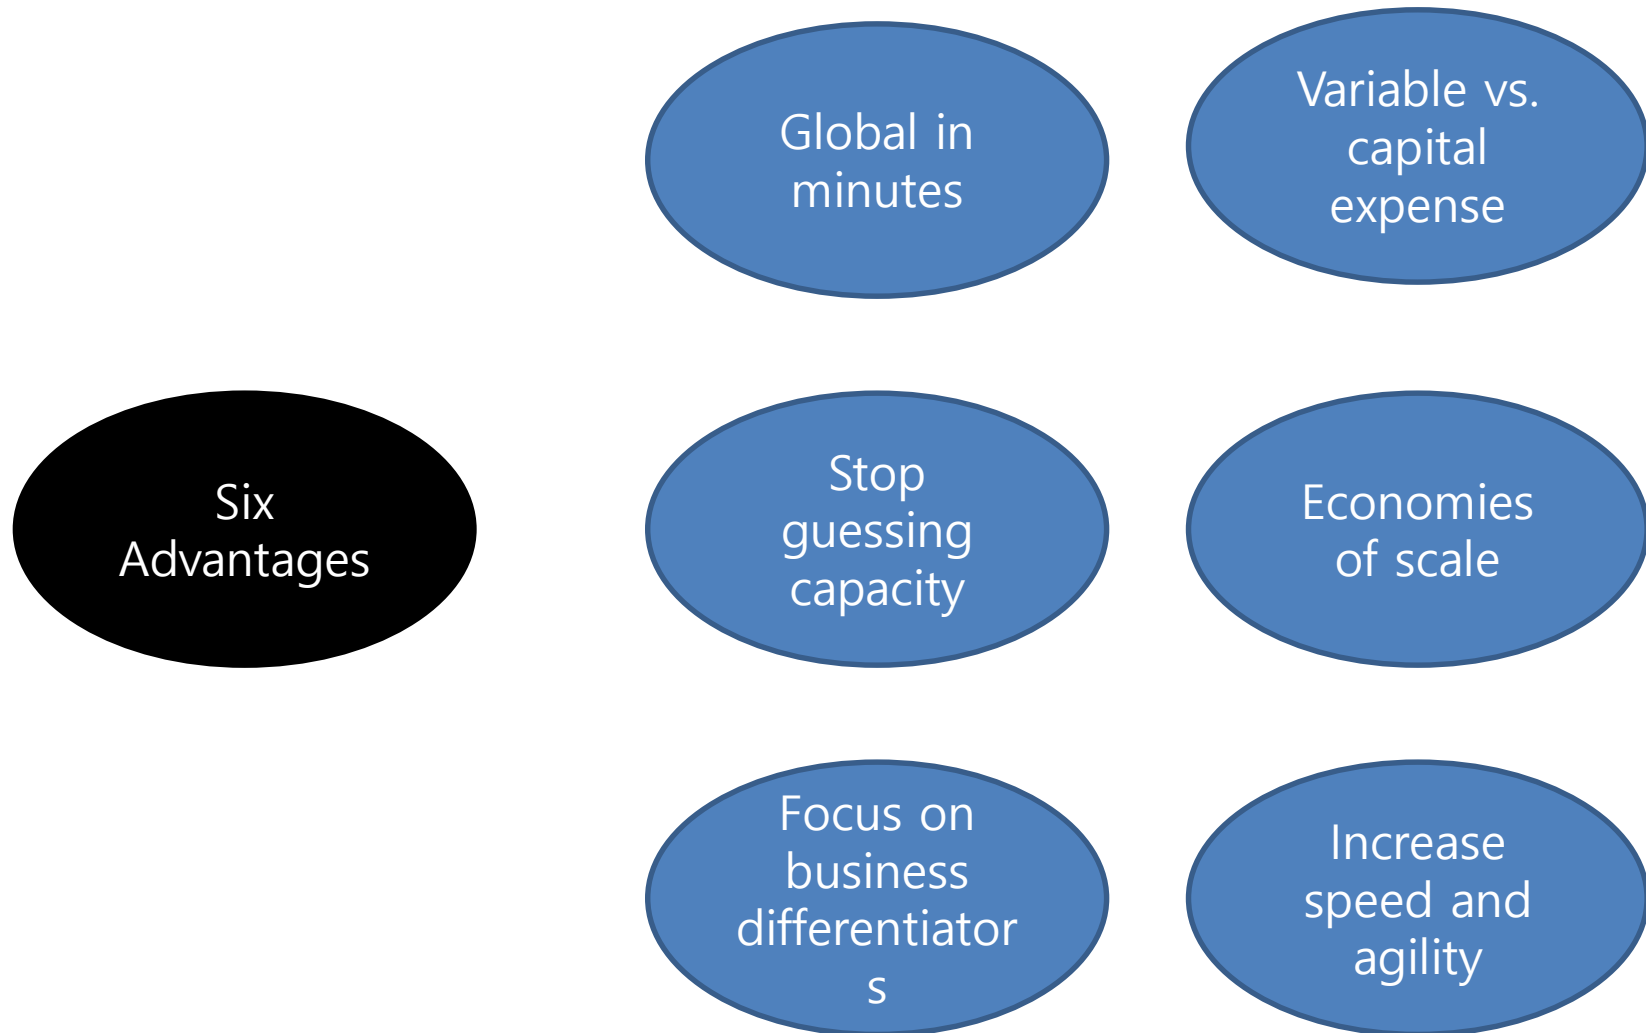 Global in
minutes
Variable vs.
capital
expense
Six
Advantages
Stop
guessing
capacity
Economies
of scale
Focus on
business
differentiator
s
Increase
speed and
agility